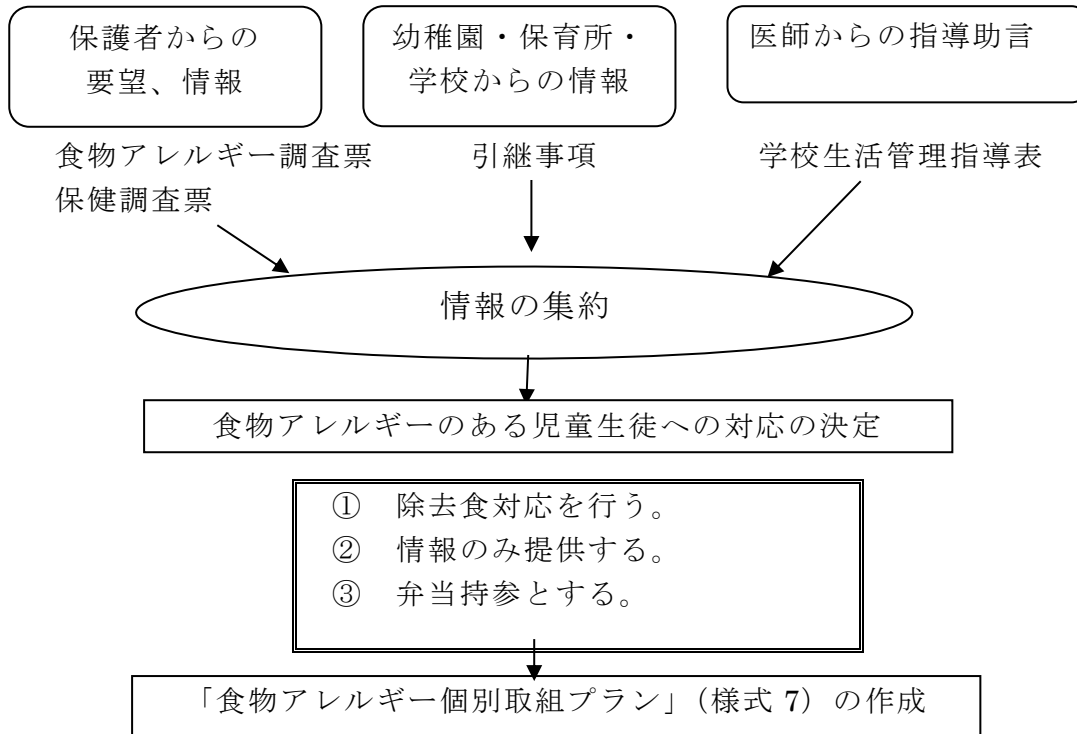 保護者からの
要望、情報
幼稚園・保育所・
学校からの情報
医師からの指導助言
食物アレルギー調査票
保健調査票
引継事項
学校生活管理指導表
情報の集約
食物アレルギーのある児童生徒への対応の決定
① 除去食対応を行う。
② 情報のみ提供する。
③ 弁当持参とする。
「食物アレルギー個別取組プラン」（様式 7）の作成